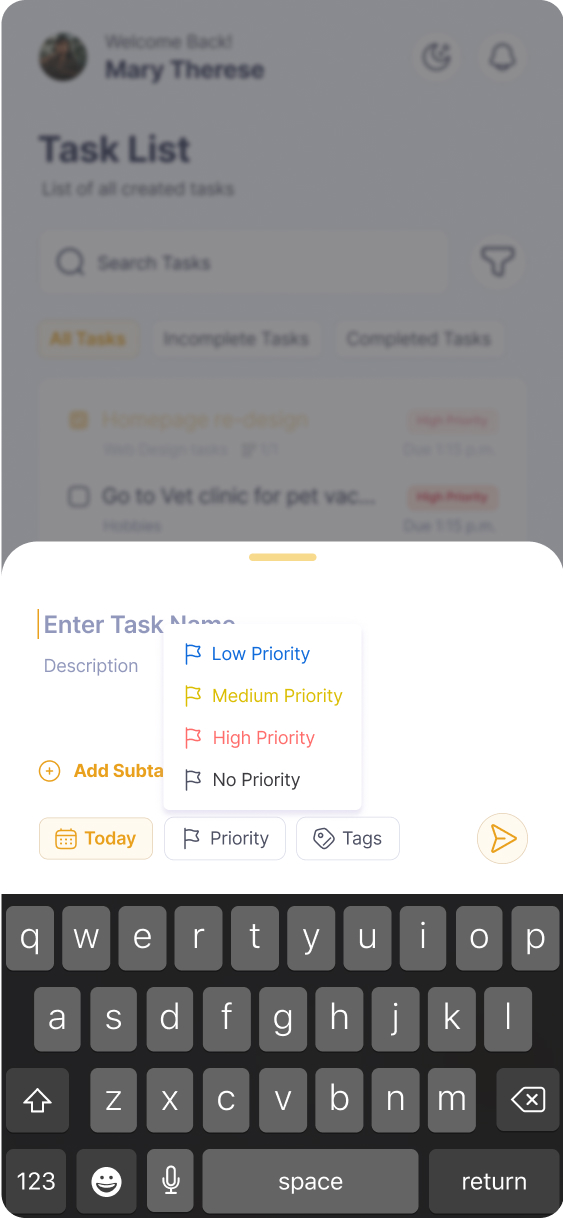 Welcome Back!
Mary Therese
Task List
List of all created tasks
Search Tasks
All Tasks
Incomplete Tasks
Completed Tasks
Homepage re-design
High Priority
Web Design tasks
Due 1:15 p.m.
Go to Vet clinic for pet vac...
High Priority
Hobbies
Due 1:15 p.m.
Enter Task Name
Description
Low Priority
Medium Priority
High Priority
No Priority
Add Subta
Today
Priority
Tags
q w e r t y u i o p
a s d f g h j k l
z x c v b n m
123
space
return